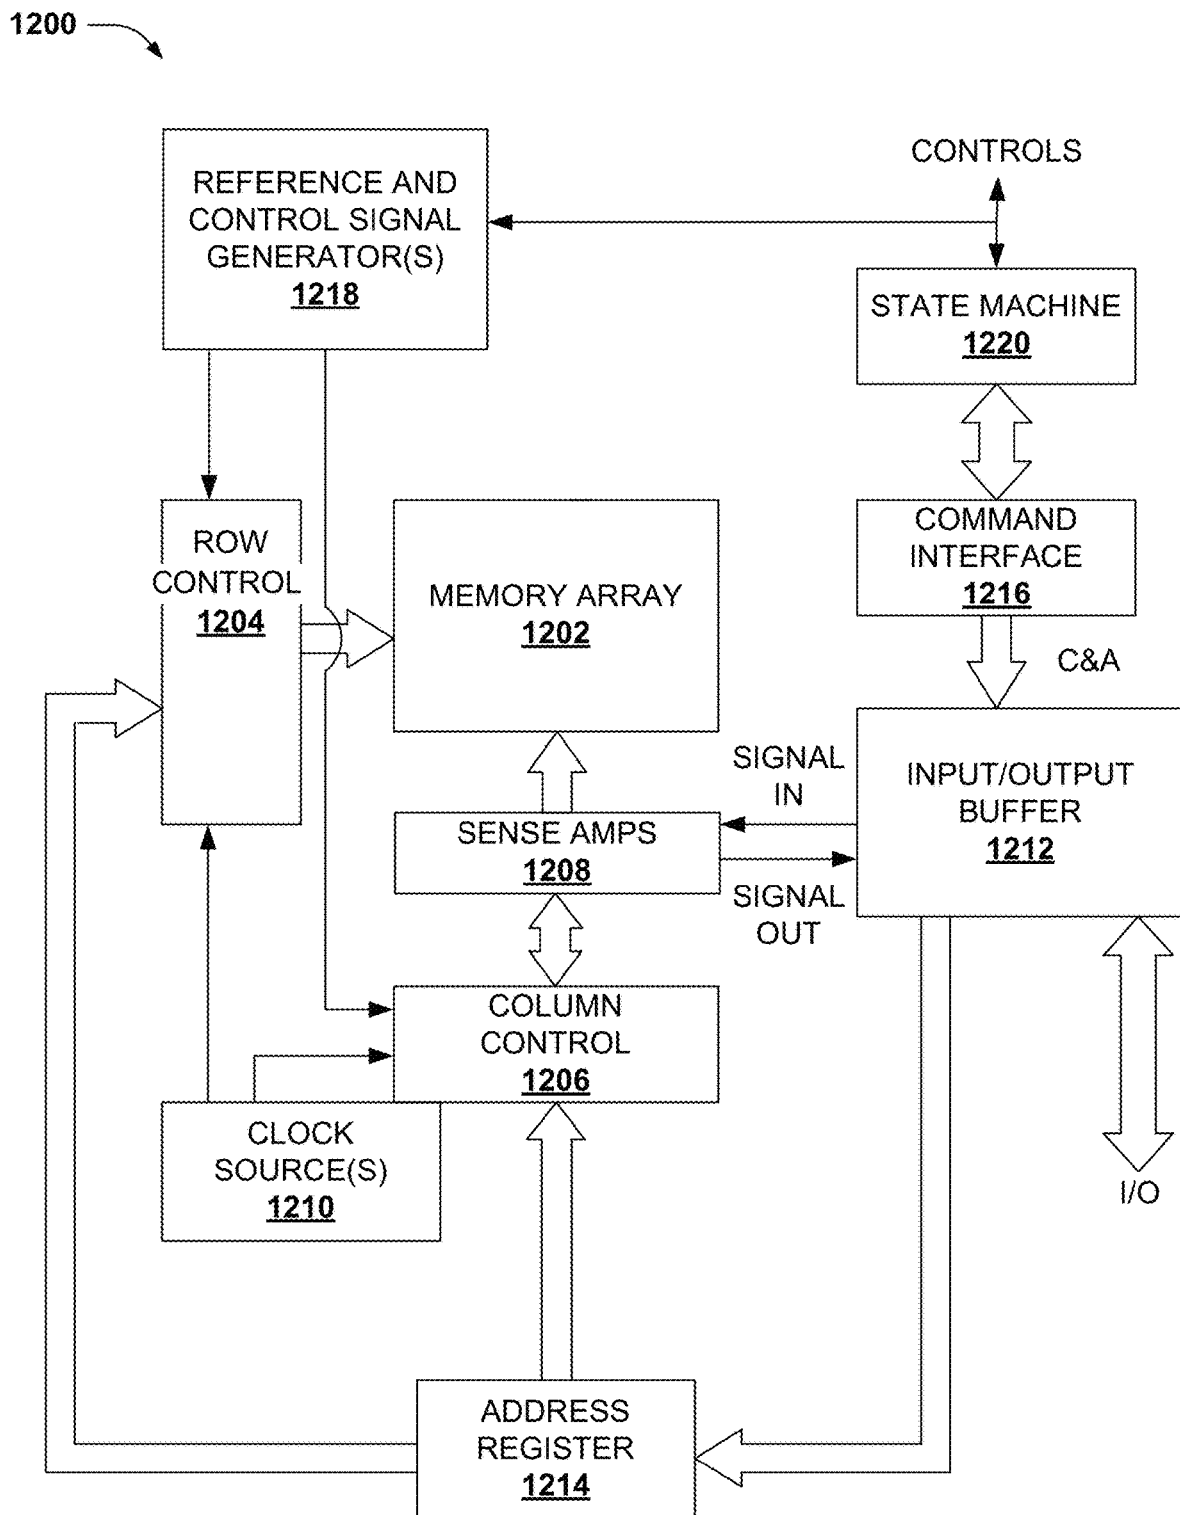 1200
REFERENCE AND
CONTROL SIGNAL
GENERATOR(S)
1218
CONTROLS
STATE MACHINE
1220
ROW
CONTROL
1204
MEMORY ARRAY
1202
COMMAND
INTERFACE
1216
C&A
SIGNAL
IN
INPUT/OUTPUT
BUFFER
1212
SENSE AMPS
1208
SIGNAL
OUT
COLUMN
CONTROL
1206
CLOCK
SOURCE(S)
1210
I/O
ADDRESS
REGISTER
1214